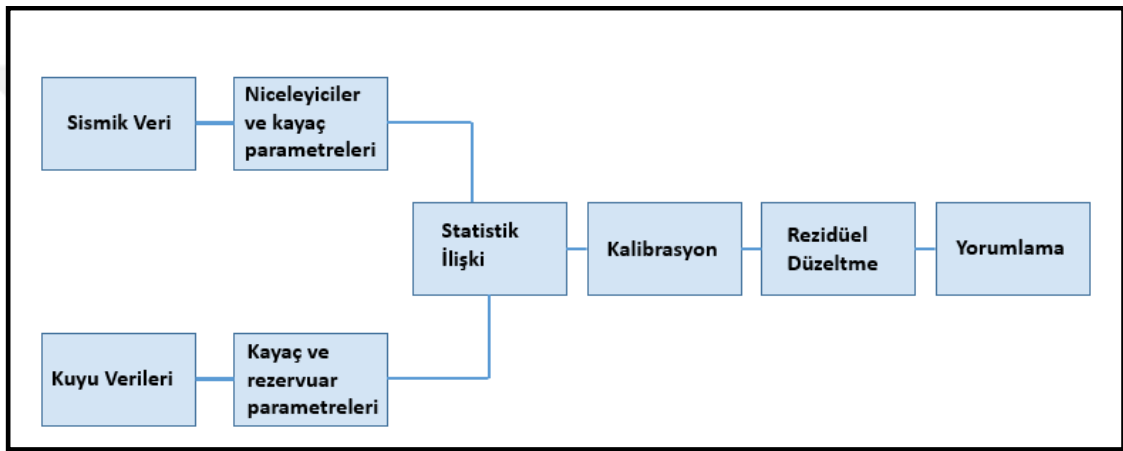 Sismik Veri
Niceleyiciler
ve kayaç
parametreleri
Statistik
İlişki
Kalibrasyon
Rezidüel
Düzeltme
Yorumlama
Kuyu Verileri
Kayaç ve
rezervuar
parametreleri